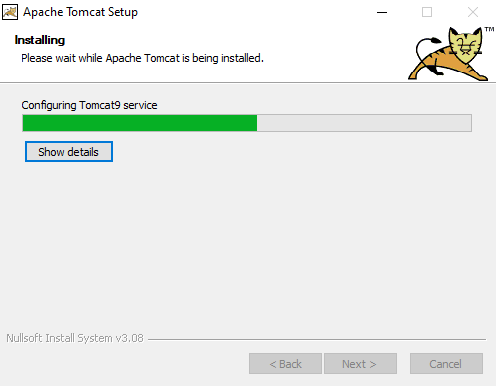 Apache Tomcat Setup
Installing
Please wait while Apache Tomcat is being installed.
TM
Configuring Tomcat9 service
Show details
Nullsoft Install System v3.08
< Back
Next >
Cancel